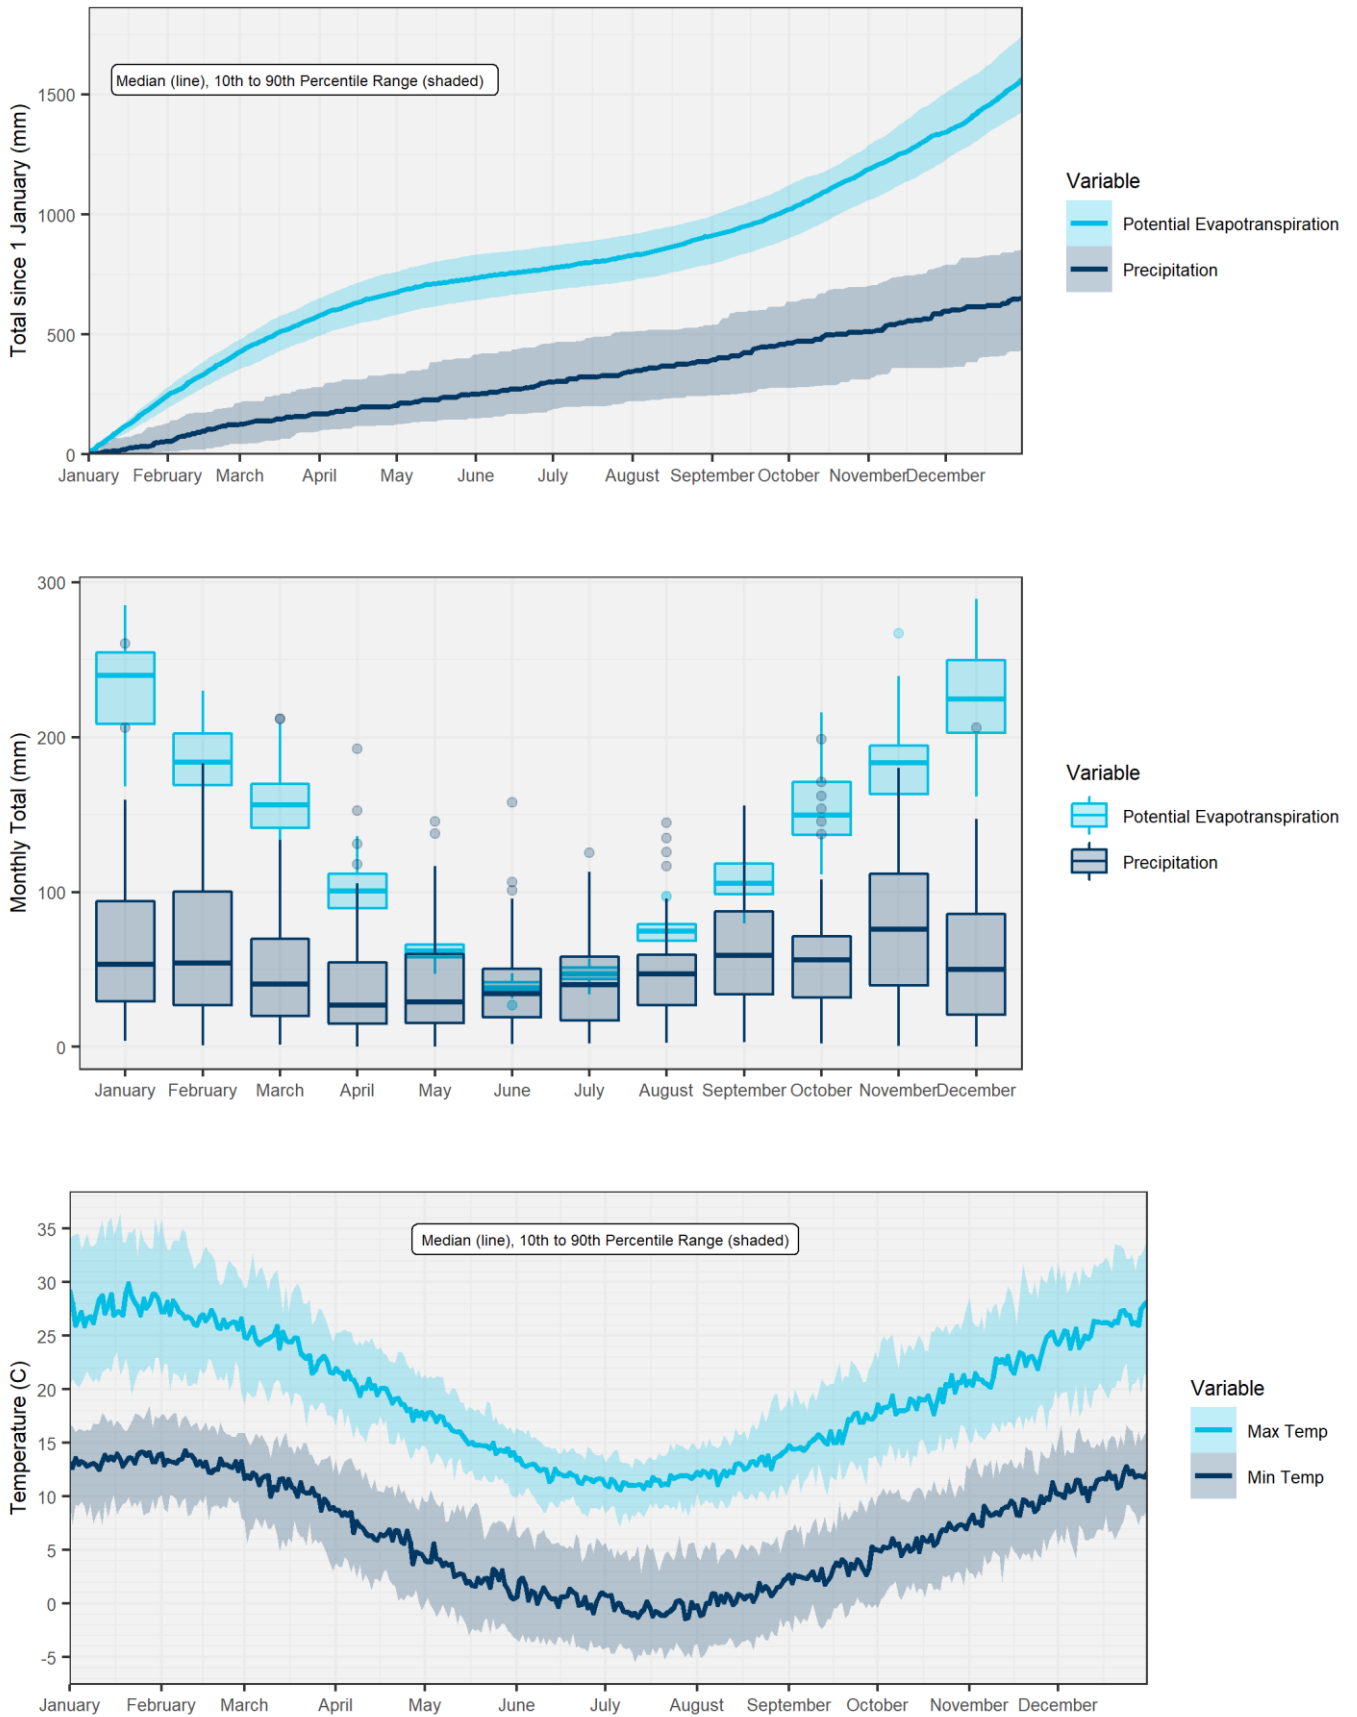 Total since 1 January (mm)
1500
1000
500
0
Median (line), 10th to 90th Percentile Range (shaded)
January February March April May June July August September October November December
Variable
Potential Evapotranspiration
Precipitation
Monthly Total (mm)
300
200
100
0
January February March April May June July August September October November December
Variable
Potential Evapotranspiration
Precipitation
Temperature (C)
35
30
25
20
15
10
5
0
-5
Median (line), 10th to 90th Percentile Range (shaded)
January February March April May June July August September October November December
Variable
Max Temp
Min Temp